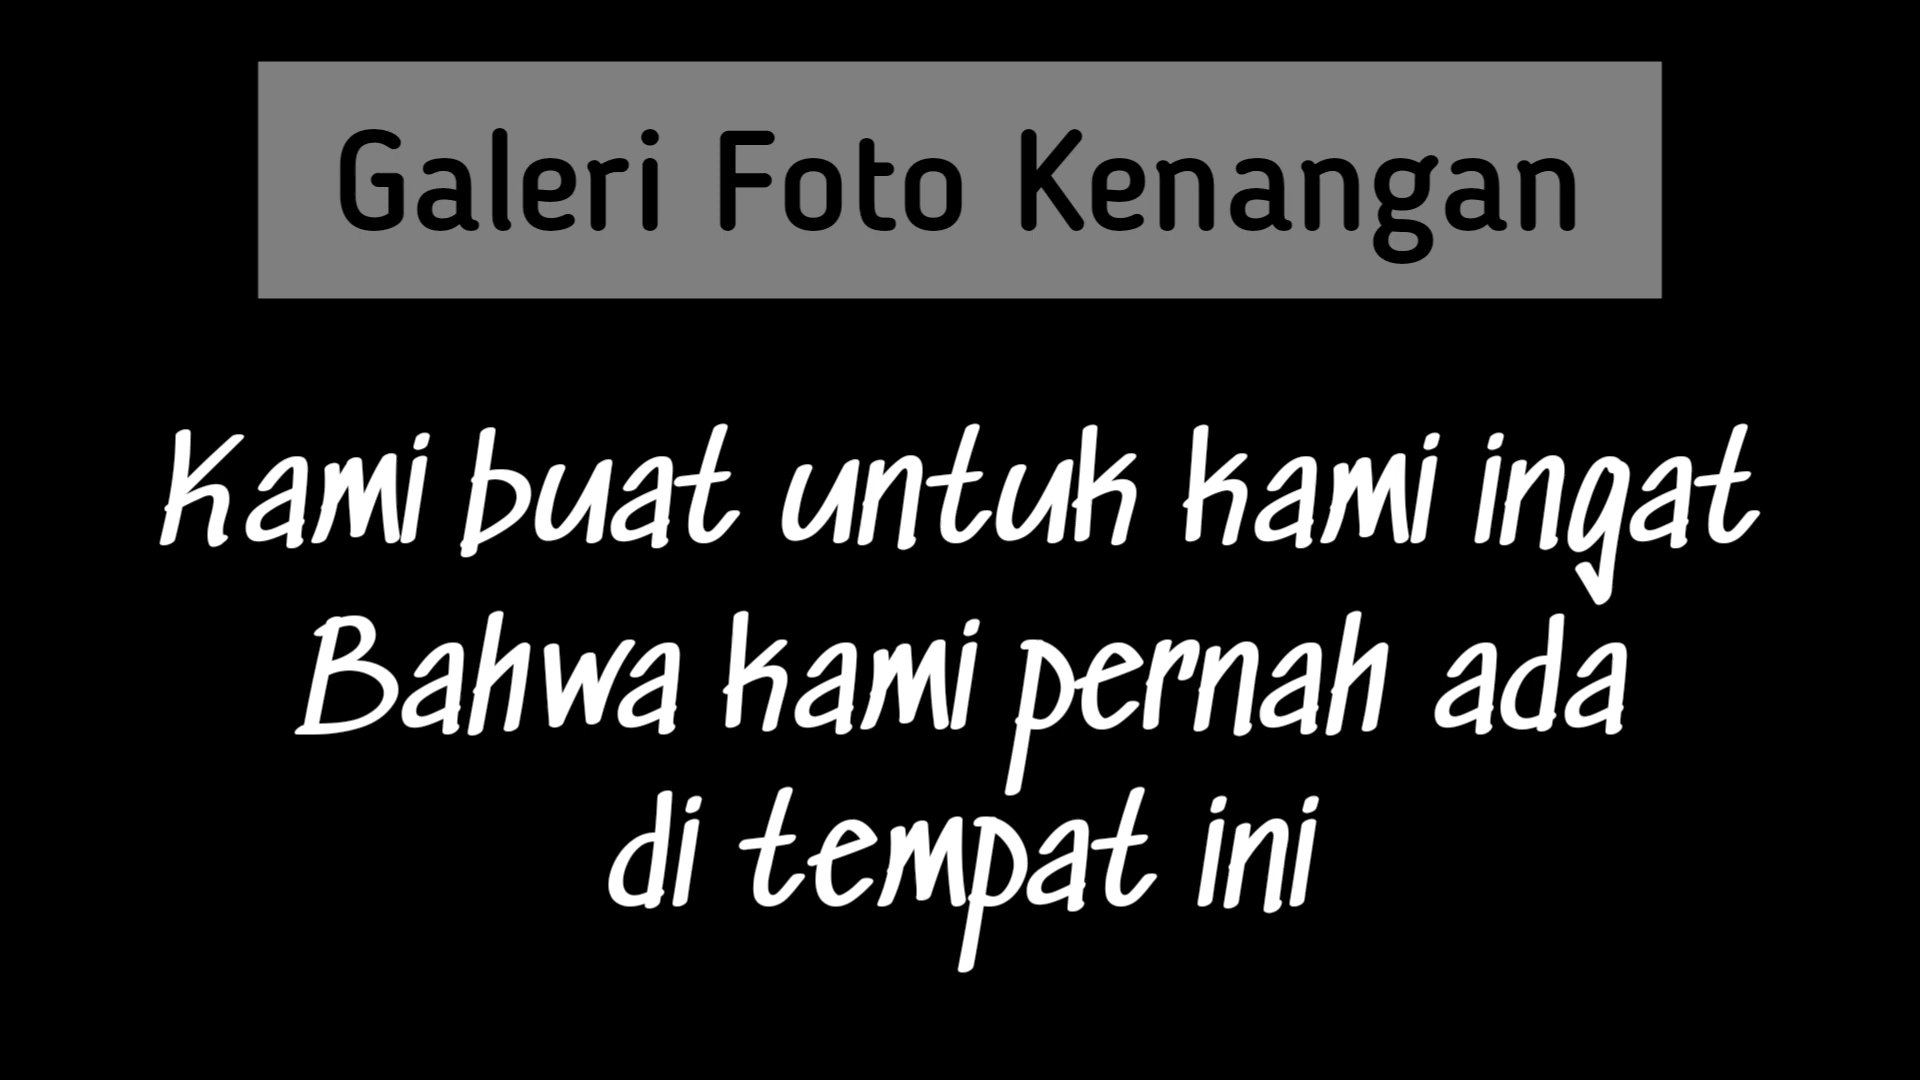 Galeri Foto Kenangan
Kami buat untuk kami ingat
Bahwa kami pernah ada
di tempat ini